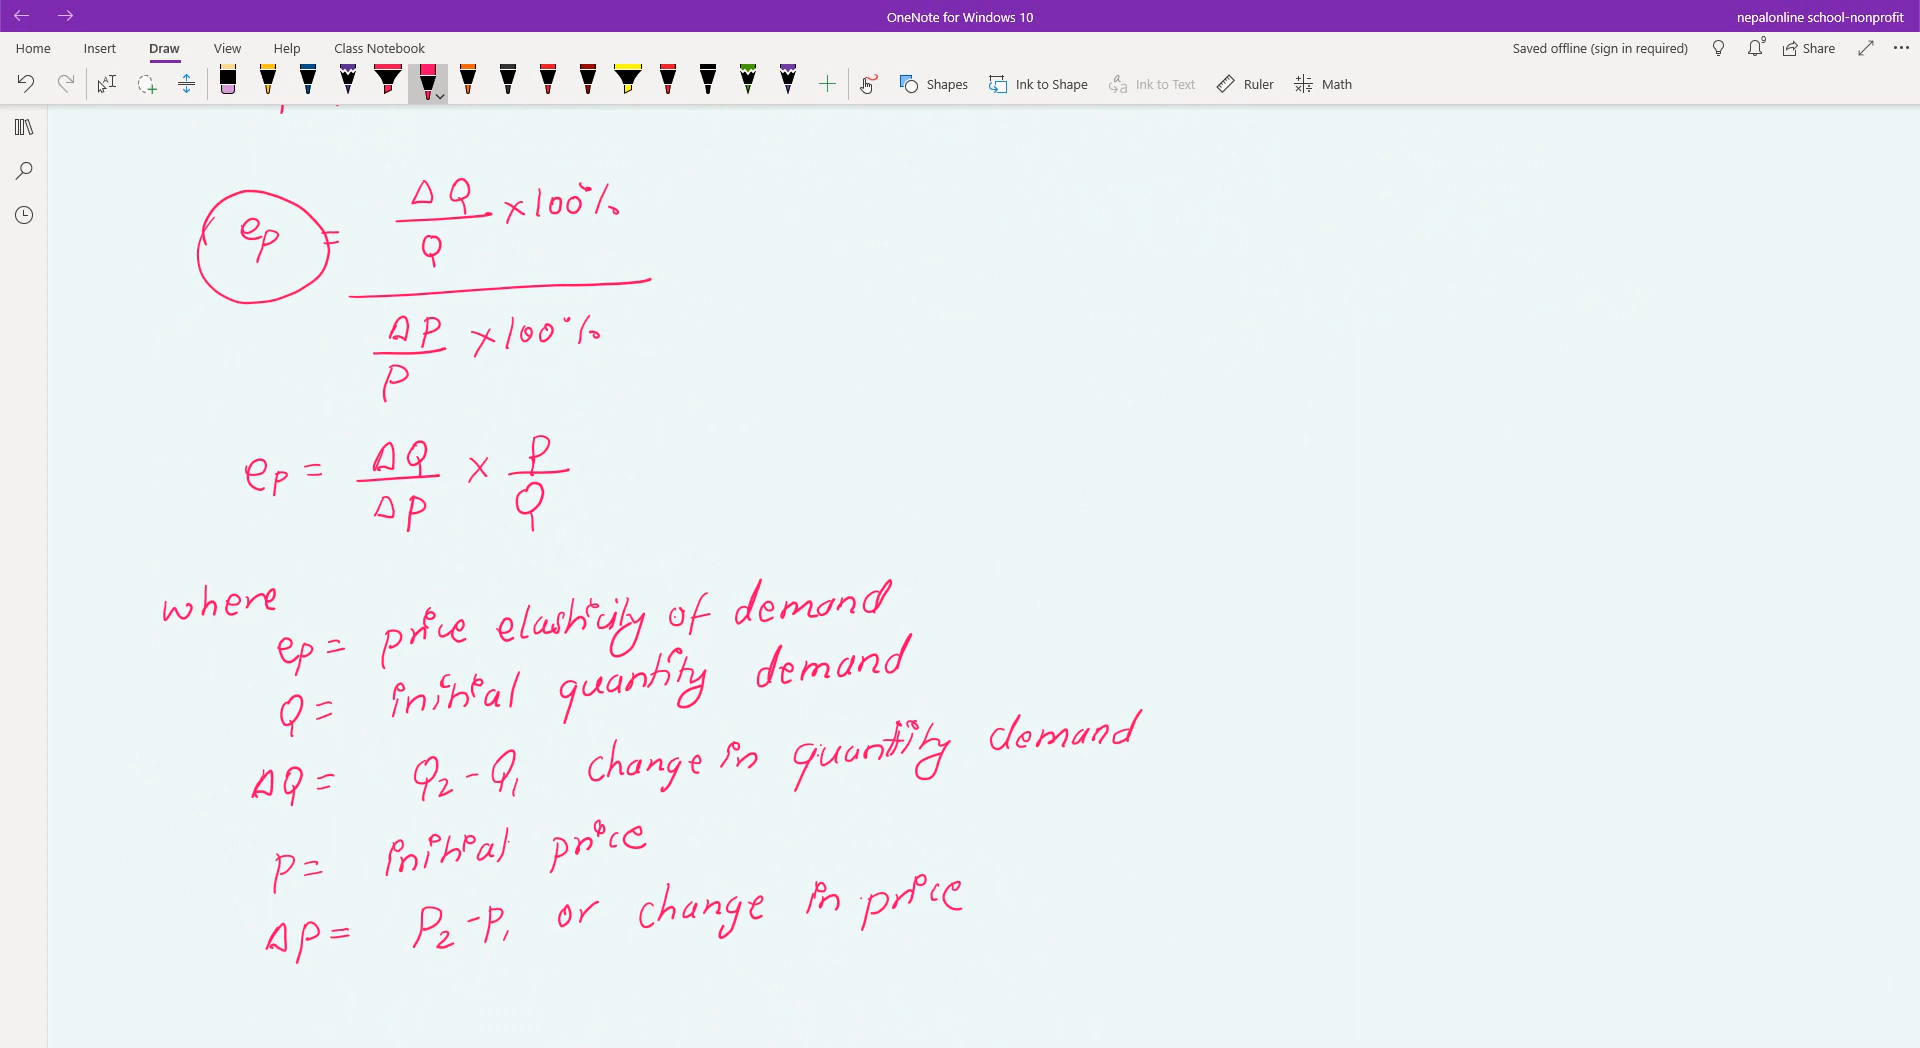 OneNote for Windows 10
nepalonline school-nonprofit
Home Insert Draw View Help Class Notebook
Saved offline (sign in required)
9
Share
Shapes
Ink to Shape
Ink to Text
Ruler
Math
ep = ΔQ/Q × 100% / ΔP/P × 100%
ep = ΔQ/ΔP × P/Q
where
ep = price elasticity of demand
Q = initial quantity demand
ΔQ = Q2 - Q1 change in quantity demand
P = initial price
ΔP = P2 - P1 or change in price